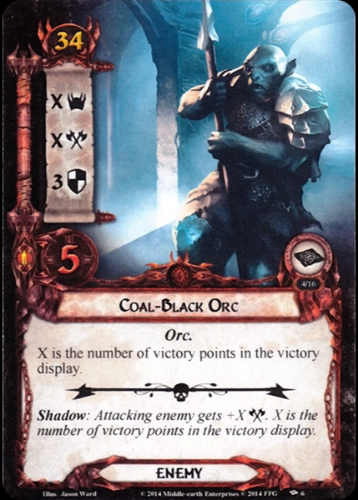 34
X
X
3
5
COAL-BLACK ORC
4/16
Orc.
X is the number of victory points in the victory
display.
Shadow: Attacking enemy gets +X. X is the
number of victory points in the victory display.
ENEMY
Illus. Jason Ward
© 2014 Middle-earth Enterprises © 2014 FFG
6